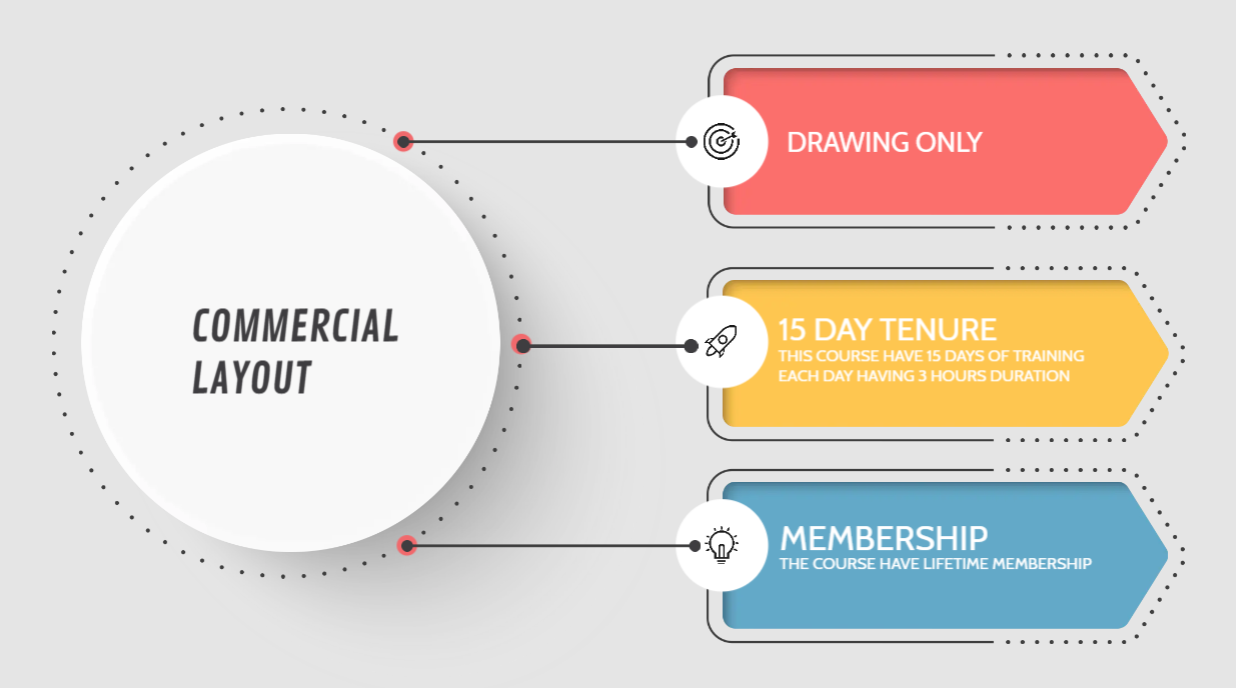 COMMERCIAL
LAYOUT
DRAWING ONLY
15 DAY TENURE
THIS COURSE HAVE 15 DAYS OF TRAINING
EACH DAY HAVING 3 HOURS DURATION
MEMBERSHIP
THE COURSE HAVE LIFETIME MEMBERSHIP